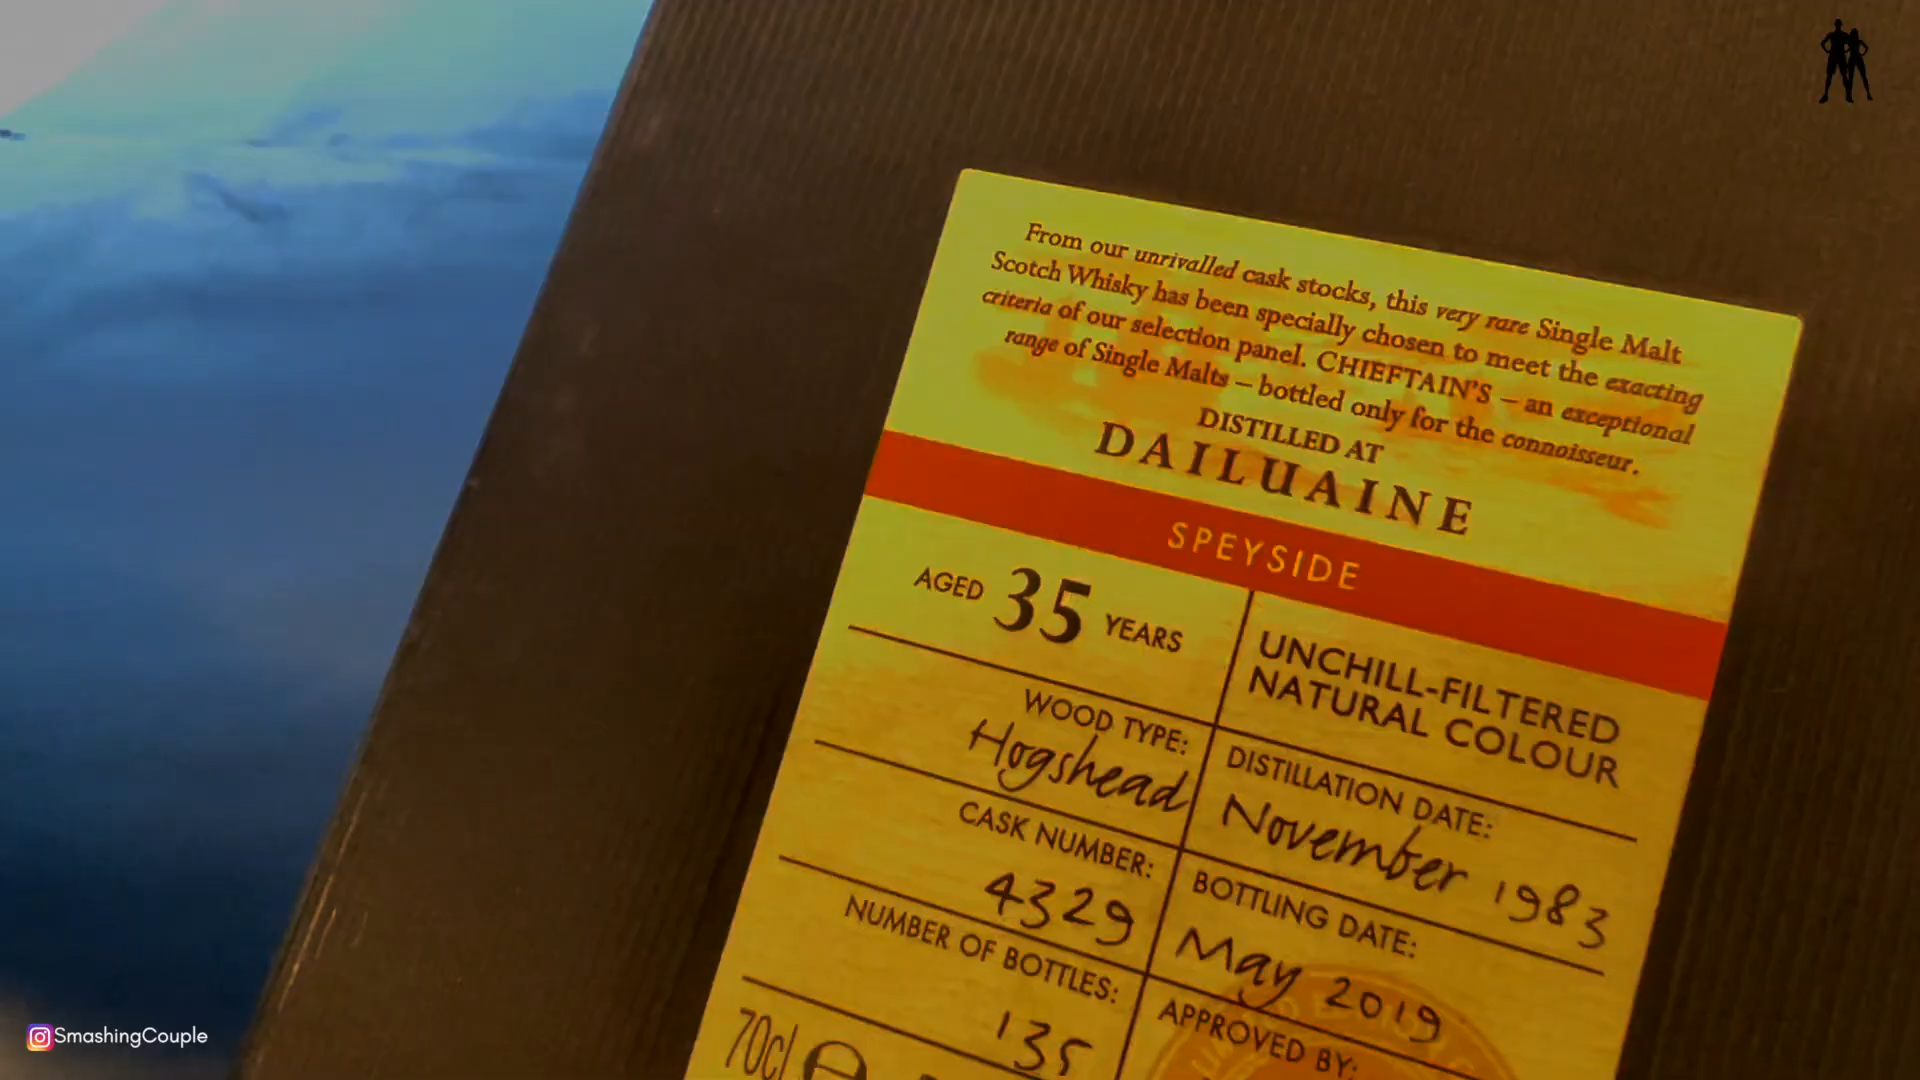 From our unrivalled cask stocks, this very rare Single Malt
Scotch Whisky has been specially chosen to meet the exacting
criteria of our selection panel. CHIEFTAIN'S – an exceptional
range of Single Malts – bottled only for the connoisseur.
DISTILLED AT
DAILUAINE
SPEYSIDE
AGED 35 YEARS
UNCHILL-FILTERED
NATURAL COLOUR
WOOD TYPE:
Hogshead
DISTILLATION DATE:
November 1983
CASK NUMBER:
4329
BOTTLING DATE:
May 2019
NUMBER OF BOTTLES:
135
APPROVED BY:
70cl e
SmashingCouple